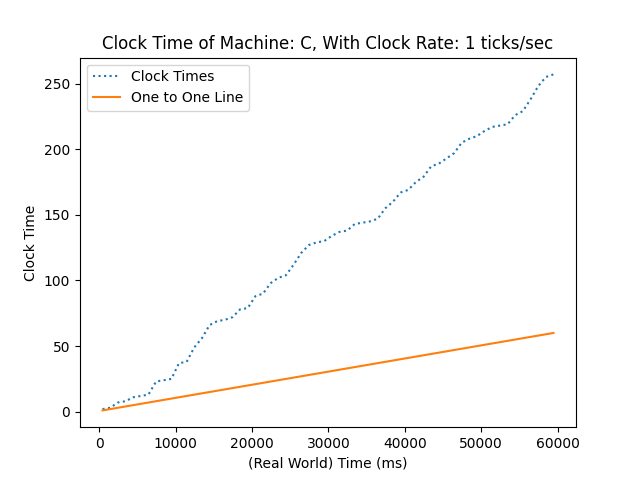 Clock Time of Machine: C, With Clock Rate: 1 ticks/sec
Clock Times
One to One Line
250
200
150
100
50
0
Clock Time
0 10000 20000 30000 40000 50000 60000
(Real World) Time (ms)